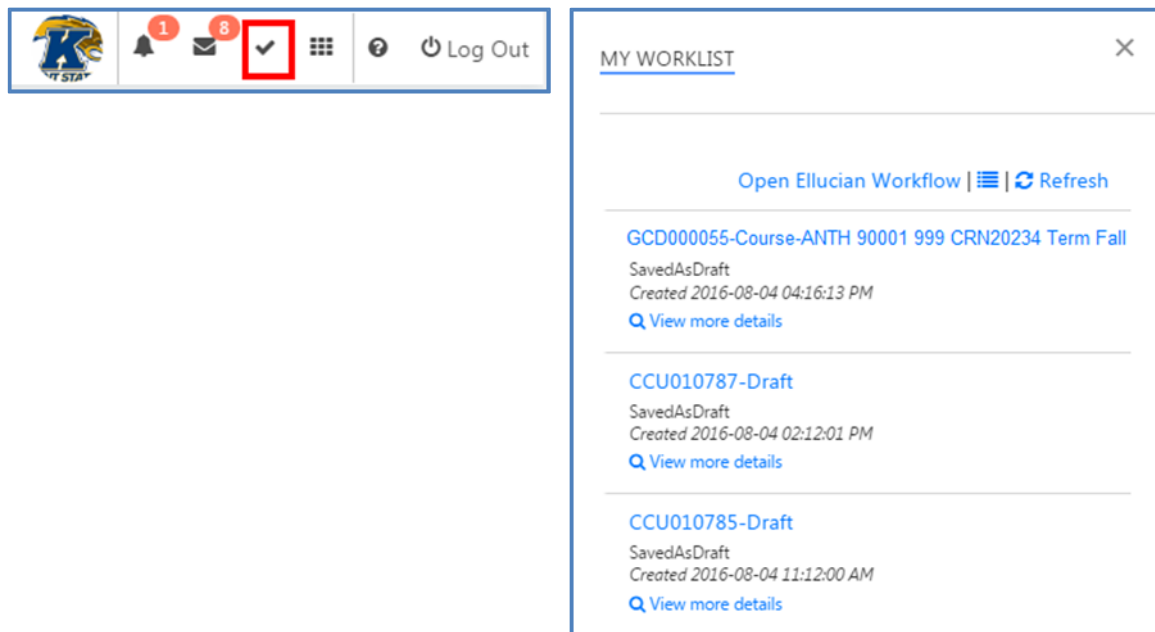 K
NT STAT
1
8
Log Out
MY WORKLIST
Open Ellucian Workflow | | Refresh
GCD000055-Course-ANTH 90001 999 CRN20234 Term Fall
SavedAsDraft
Created 2016-08-04 04:16:13 PM
View more details
CCU010787-Draft
SavedAsDraft
Created 2016-08-04 02:12:01 PM
View more details
CCU010785-Draft
SavedAsDraft
Created 2016-08-04 11:12:00 AM
View more details